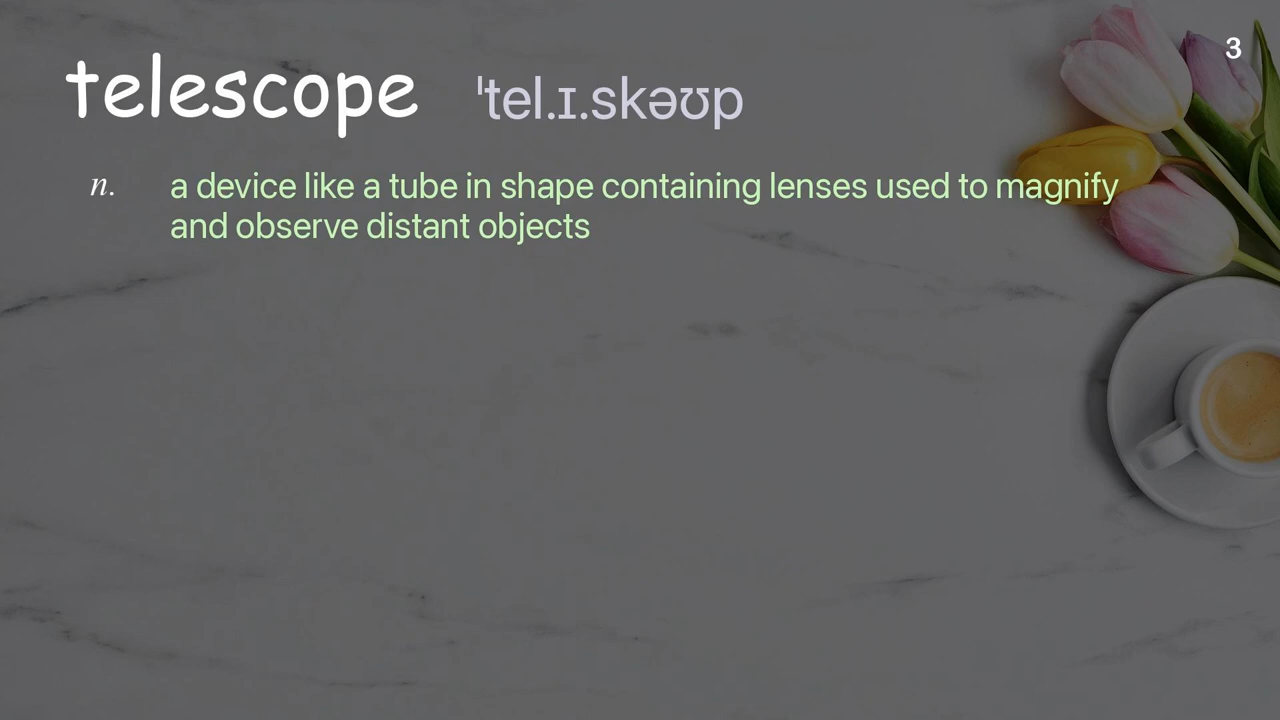 3
telescope ˈtel.ɪ.skəʊp
n. a device like a tube in shape containing lenses used to magnify
and observe distant objects